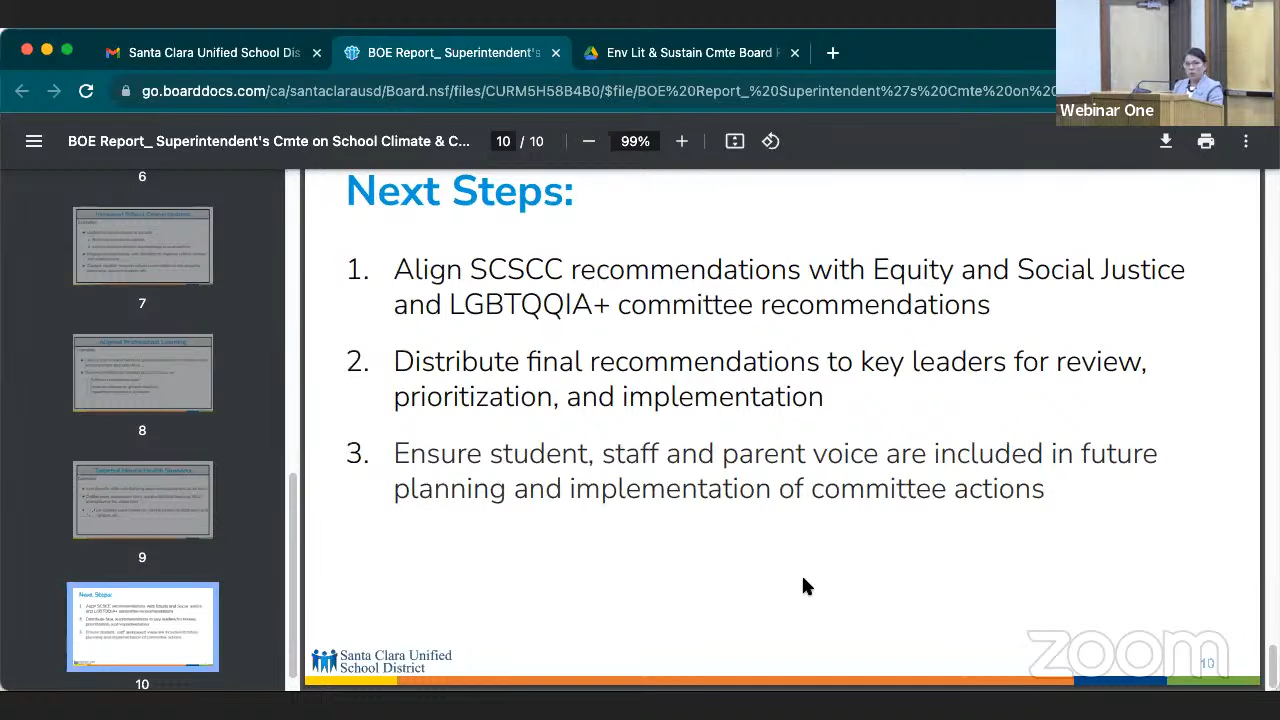 Santa Clara Unified School Dis
BOE Report_ Superintendent's
Env Lit & Sustain Cmte Board
go.boarddocs.com/ca/santaclarausd/Board.nsf/files/CURM5H58B4B0/$file/BOE%20Report_%20Superintendent%27s%20Cmte%20on%20
Webinar One
BOE Report_ Superintendent's Cmte on School Climate & C...
10 / 10
99%
6
7
8
9
10
Next Steps:
1. Align SCSCC recommendations with Equity and Social Justice
and LGBTQQIA+ committee recommendations
2. Distribute final recommendations to key leaders for review,
prioritization, and implementation
3. Ensure student, staff and parent voice are included in future
planning and implementation of committee actions
Santa Clara Unified
School District
zoom
10